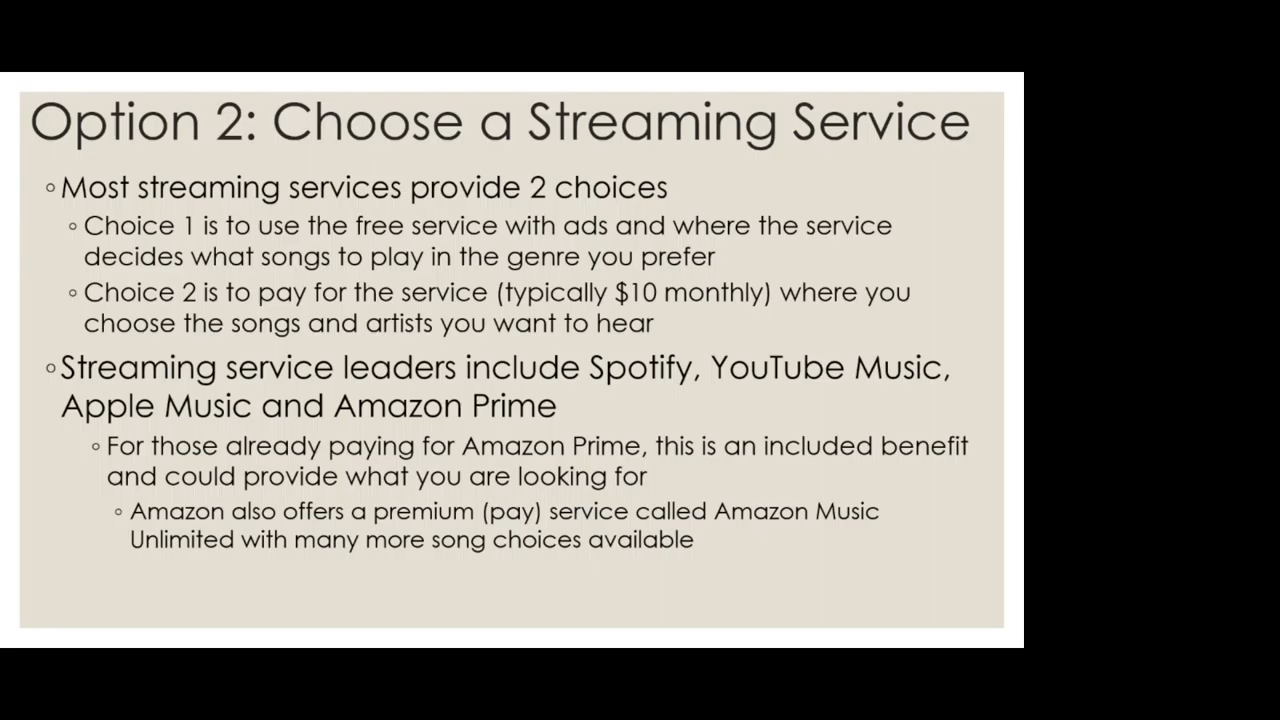 Option 2: Choose a Streaming Service
◦ Most streaming services provide 2 choices
◦ Choice 1 is to use the free service with ads and where the service
decides what songs to play in the genre you prefer
◦ Choice 2 is to pay for the service (typically $10 monthly) where you
choose the songs and artists you want to hear
◦ Streaming service leaders include Spotify, YouTube Music,
Apple Music and Amazon Prime
◦ For those already paying for Amazon Prime, this is an included benefit
and could provide what you are looking for
◦ Amazon also offers a premium (pay) service called Amazon Music
Unlimited with many more song choices available